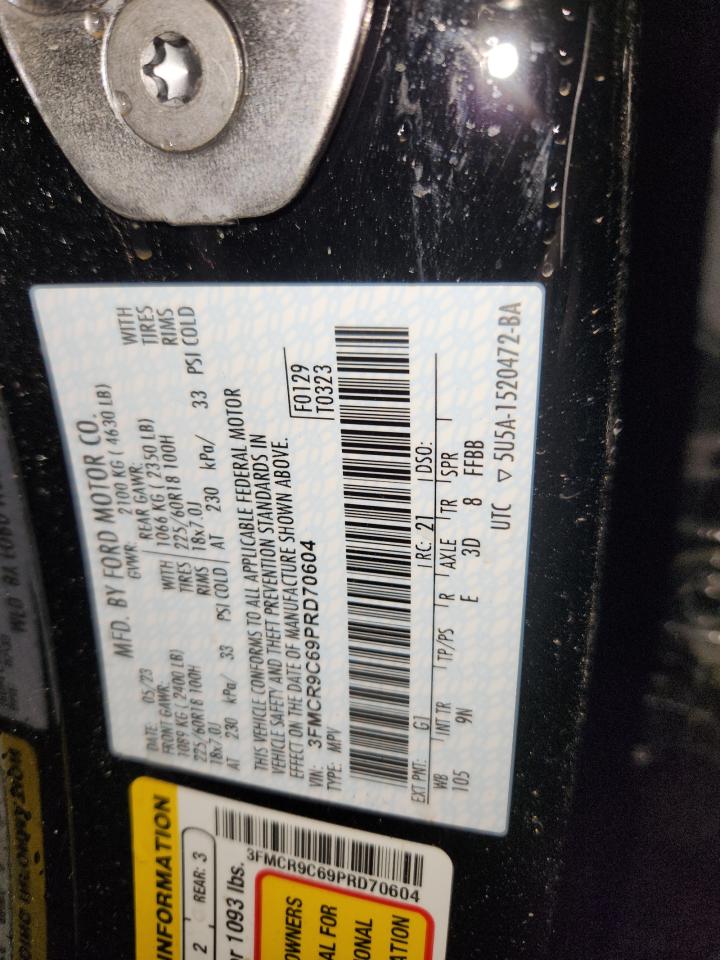 MFD. BY FORD MOTOR CO.
DATE: 05/23
GVWR: 2100 KG ( 4630 LB)
FRONT GAWR: REAR GAWR:
1089 KG ( 2400 LB) WITH 1066 KG ( 2350 LB) WITH
225/60R18 100H TIRES 225/60R18 100H TIRES
18x7.0J RIMS 18x7.0J RIMS
AT 230 kPa/ 33 PSI COLD AT 230 kPa/ 33 PSI COLD
THIS VEHICLE CONFORMS TO ALL APPLICABLE FEDERAL MOTOR
VEHICLE SAFETY AND THEFT PREVENTION STANDARDS IN
EFFECT ON THE DATE OF MANUFACTURE SHOWN ABOVE.
VIN: 3FMCR9C69PRD70604 F0129
TYPE: MPV T0323
EXT PNT: G1 RC: 21 DSO:
WB INT TR TP/PS R AXLE TR SPR
105 9N E 3D 8 FFBB
UTC ▽ 5U5A-1520472-BA
INFORMATION
2 REAR: 3
or 1093 lbs.
3FMCR9C69PRD70604
OWNERS
AL FOR
ONAL
ATION